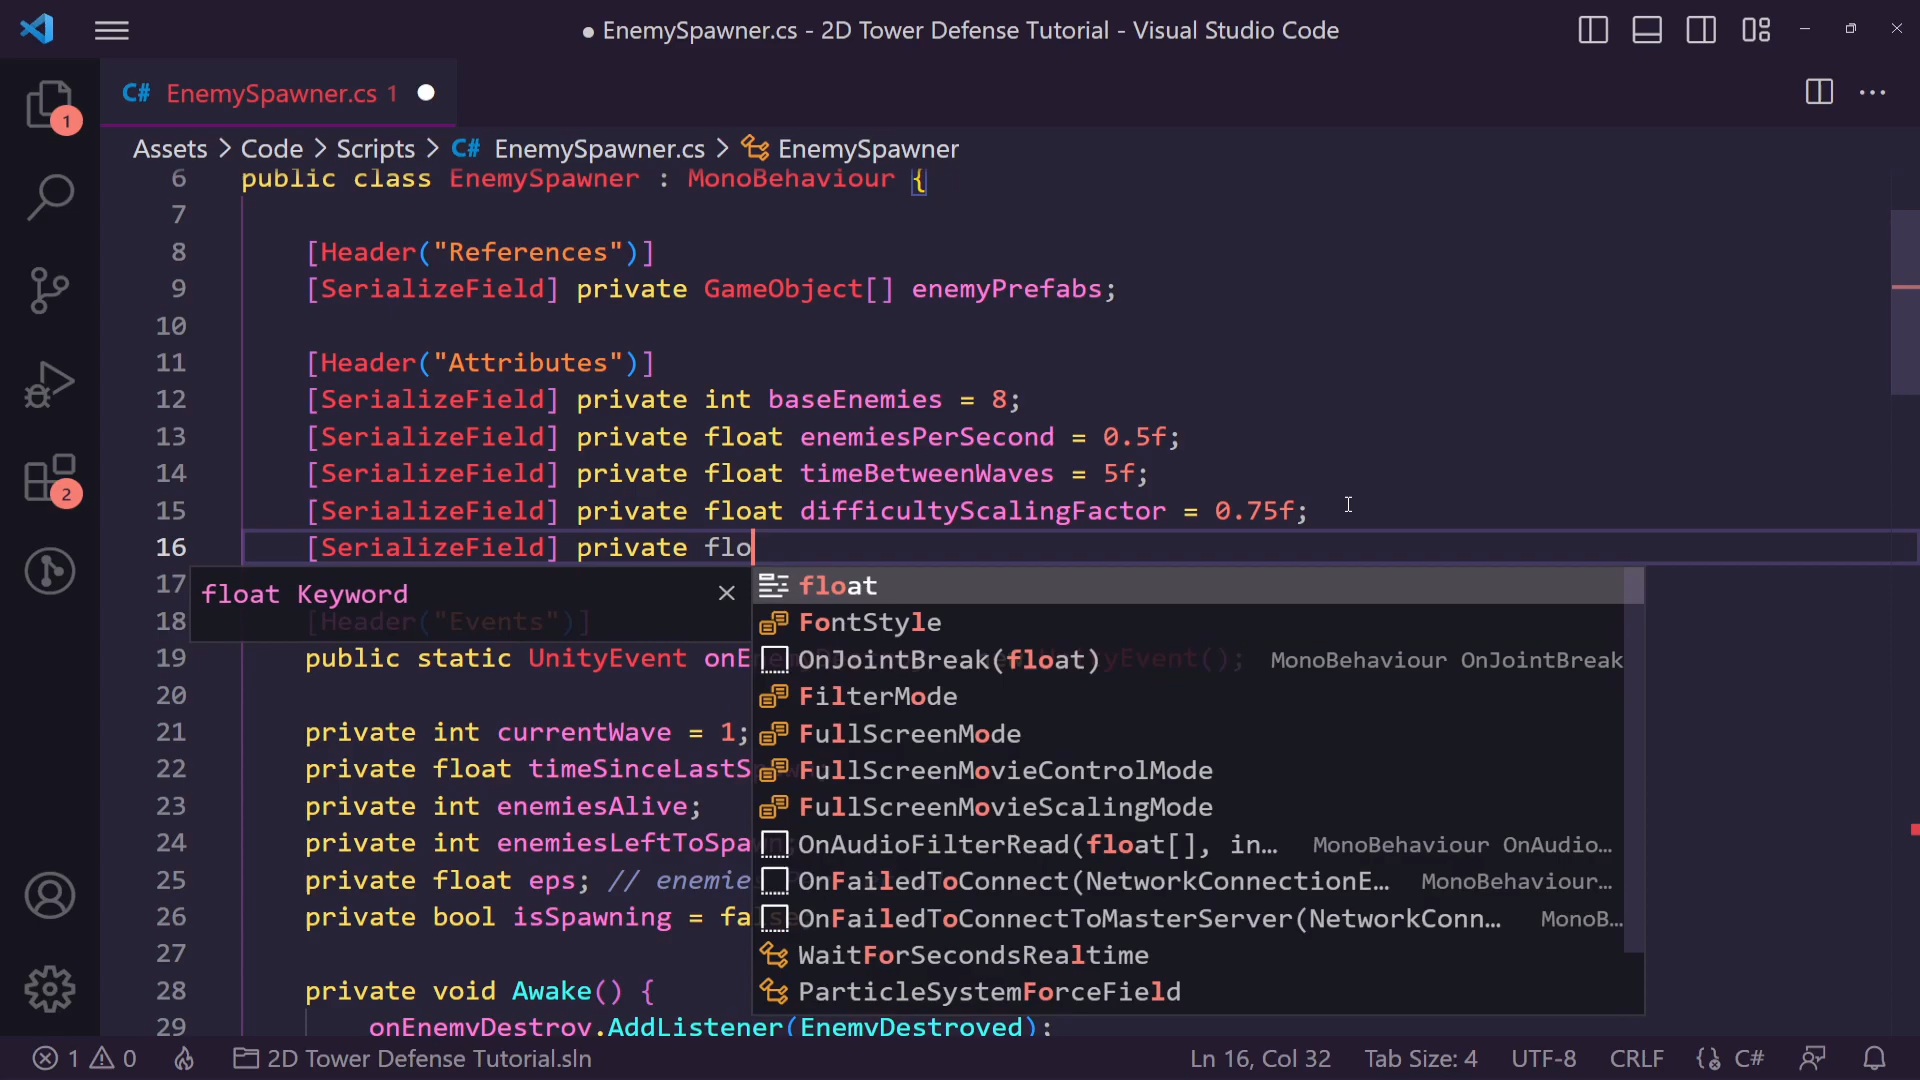 EnemySpawner.cs - 2D Tower Defense Tutorial - Visual Studio Code
C# EnemySpawner.cs 1
1
Assets > Code > Scripts > C# EnemySpawner.cs > EnemySpawner
6 public class EnemySpawner : MonoBehaviour {
7
8 [Header("References")]
9 [SerializeField] private GameObject[] enemyPrefabs;
10
11 [Header("Attributes")]
12 [SerializeField] private int baseEnemies = 8;
13 [SerializeField] private float enemiesPerSecond = 0.5f;
14 [SerializeField] private float timeBetweenWaves = 5f;
2
15 [SerializeField] private float difficultyScalingFactor = 0.75f;
16 [SerializeField] private flo
17
float Keyword
float
18 [Header("Events")]
FontStyle
19 public static UnityEvent onE
OnJointBreak(float) MonoBehaviour OnJointBreak
20
FilterMode
21 private int currentWave = 1;
FullScreenMode
22 private float timeSinceLastS
FullScreenMovieControlMode
23 private int enemiesAlive;
FullScreenMovieScalingMode
24 private int enemiesLeftToSpa
OnAudioFilterRead(float[], in… MonoBehaviour OnAudio…
25 private float eps; // enemie
OnFailedToConnect(NetworkConnectionE… MonoBehaviour…
26 private bool isSpawning = fa
OnFailedToConnectToMasterServer(NetworkConn… MonoB…
27
WaitForSecondsRealtime
28 private void Awake() {
ParticleSystemForceField
29 onEnemyDestroy.AddListener(EnemyDestroyed);
1 0 2D Tower Defense Tutorial.sln Ln 16, Col 32 Tab Size: 4 UTF-8 CRLF C#